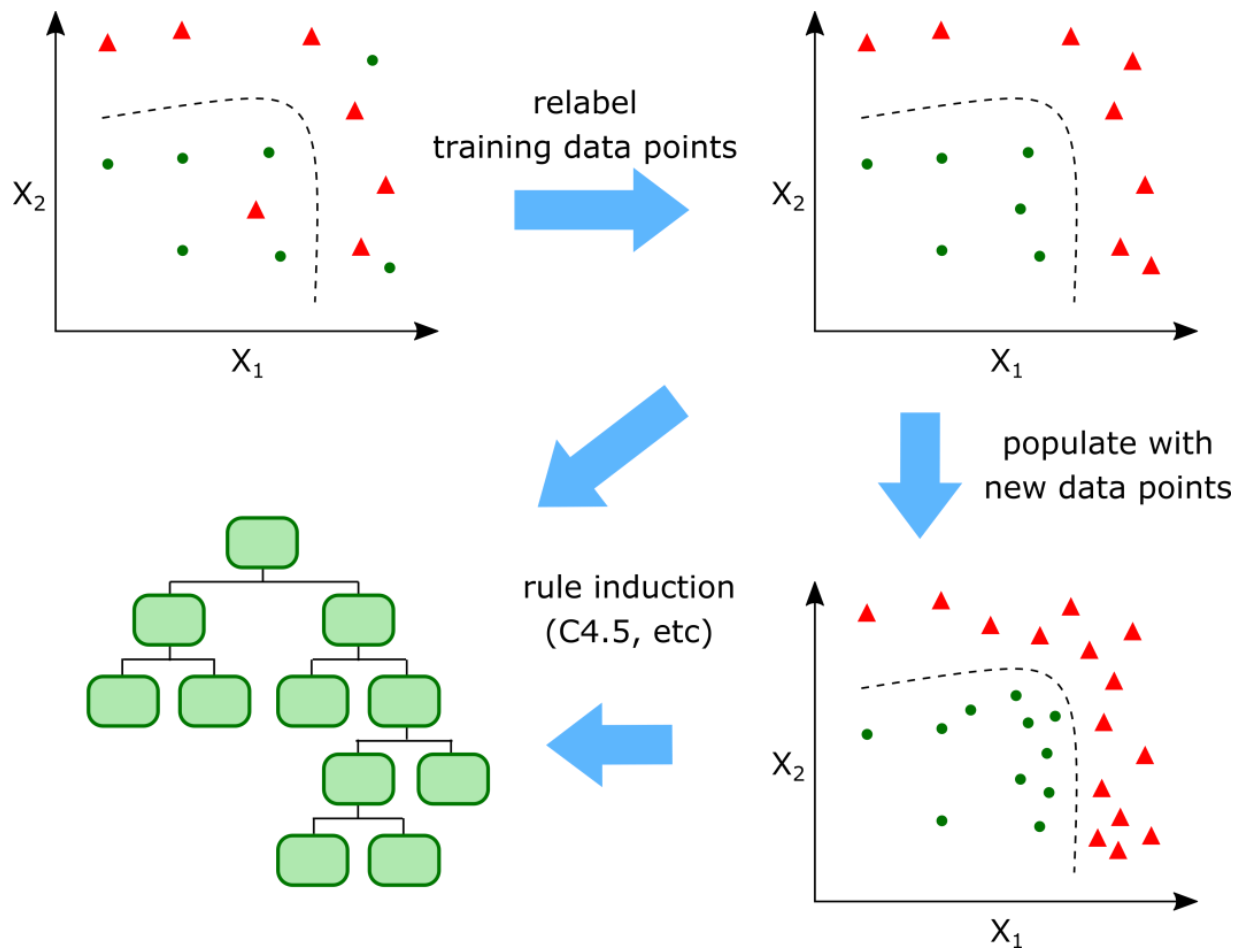 relabel
training data points
X₂
X₁
X₂
X₁
populate with
new data points
rule induction
(C4.5, etc)
X₂
X₁